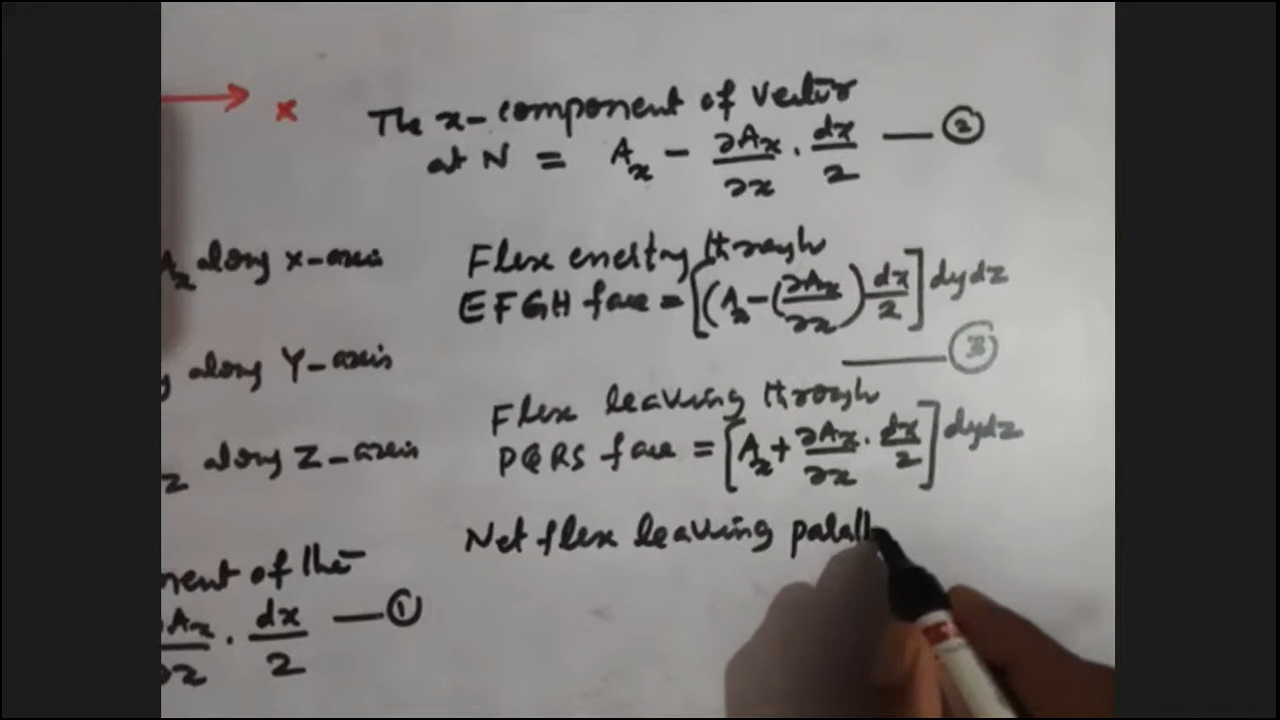 x
The x-component of vector
at N = Aₓ - ∂Aₓ/∂x · dx/2 — ②
Aₓ along x-axis
y along Y-axis
z along Z-axis
nent of the
∂Aₓ/∂x · dx/2 — ①
Flux entering through
EFGH face = [(Aₓ - (∂Aₓ/∂x) dx/2] dydz
— ③
Flux leaving through
PQRS face = [Aₓ + ∂Aₓ/∂x · dx/2] dydz
Net flux leaving parall